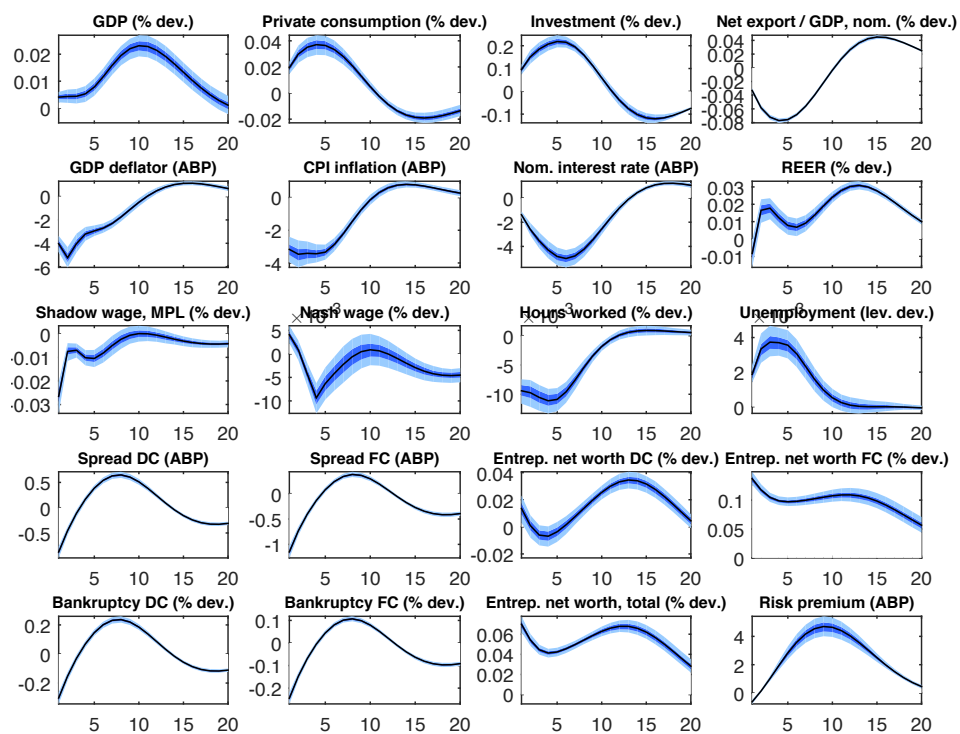 GDP (% dev.)
Private consumption (% dev.)
Investment (% dev.)
Net export / GDP, nom. (% dev.)
0.02
0.01
0
5 10 15 20
0.04
0.02
0
-0.02
5 10 15 20
0.2
0.1
0
-0.1
5 10 15 20
0.04
0.02
0
-0.02
-0.04
-0.06
-0.08
5 10 15 20
GDP deflator (ABP)
CPI inflation (ABP)
Nom. interest rate (ABP)
REER (% dev.)
0
-2
-4
-6
5 10 15 20
0
-2
-4
5 10 15 20
0
-2
-4
5 10 15 20
0.03
0.02
0.01
0
-0.01
5 10 15 20
Shadow wage, MPL (% dev.)
Nash wage (% dev.)
Hours worked (% dev.)
Unemployment (lev. dev.)
0
-0.01
0.02
0.03
5 10 15 20
5
0
-5
-10
5 10 15 20
0
-5
-10
5 10 15 20
4
2
0
5 10 15 20
Spread DC (ABP)
Spread FC (ABP)
Entrep. net worth DC (% dev.)
Entrep. net worth FC (% dev.)
0.5
0
-0.5
5 10 15 20
0
-0.5
-1
5 10 15 20
0.04
0.02
0
-0.02
5 10 15 20
0.1
0.05
0
5 10 15 20
Bankruptcy DC (% dev.)
Bankruptcy FC (% dev.)
Entrep. net worth, total (% dev.)
Risk premium (ABP)
0.2
0
-0.2
5 10 15 20
0.1
0
-0.1
-0.2
5 10 15 20
0.06
0.04
0.02
0
5 10 15 20
4
2
0
5 10 15 20